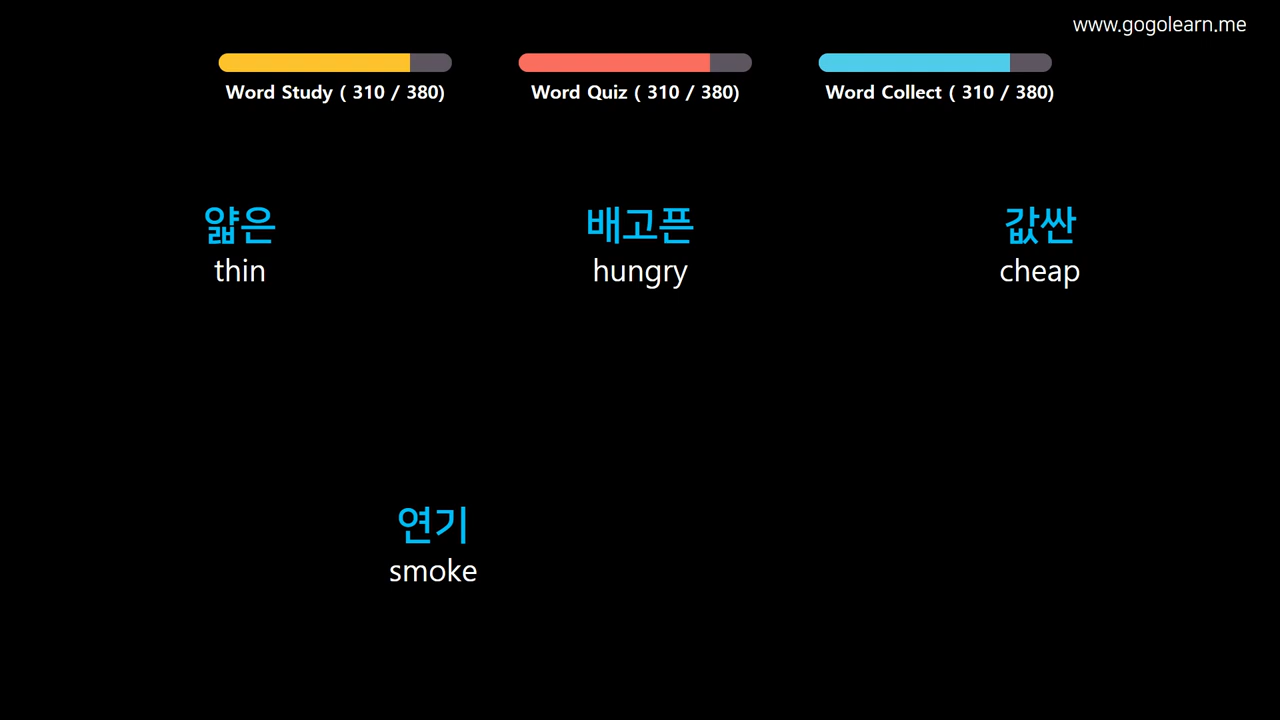 www.gogolearn.me
Word Study ( 310 / 380)
Word Quiz ( 310 / 380)
Word Collect ( 310 / 380)
얇은
thin
배고픈
hungry
값싼
cheap
연기
smoke